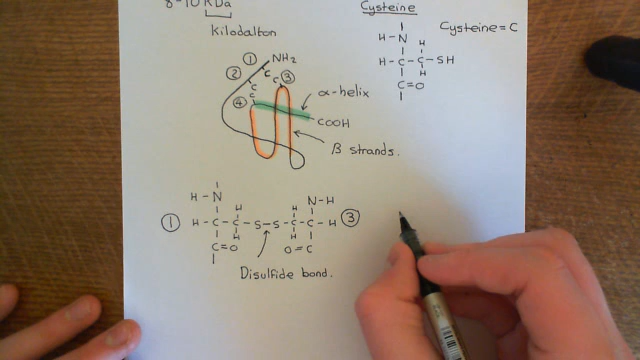 8-10 KDa
Kilodalton
Cysteine
Cysteine = C
H-N
H
H-C-C-SH
H
C=O
① NH2
②
C
C ③
C
C
④
α-helix
COOH
β strands.
H-N
H
① H-C-C-S-S-C-C-H ③
H
C=O
H
N-H
H
O=C
Disulfide bond.